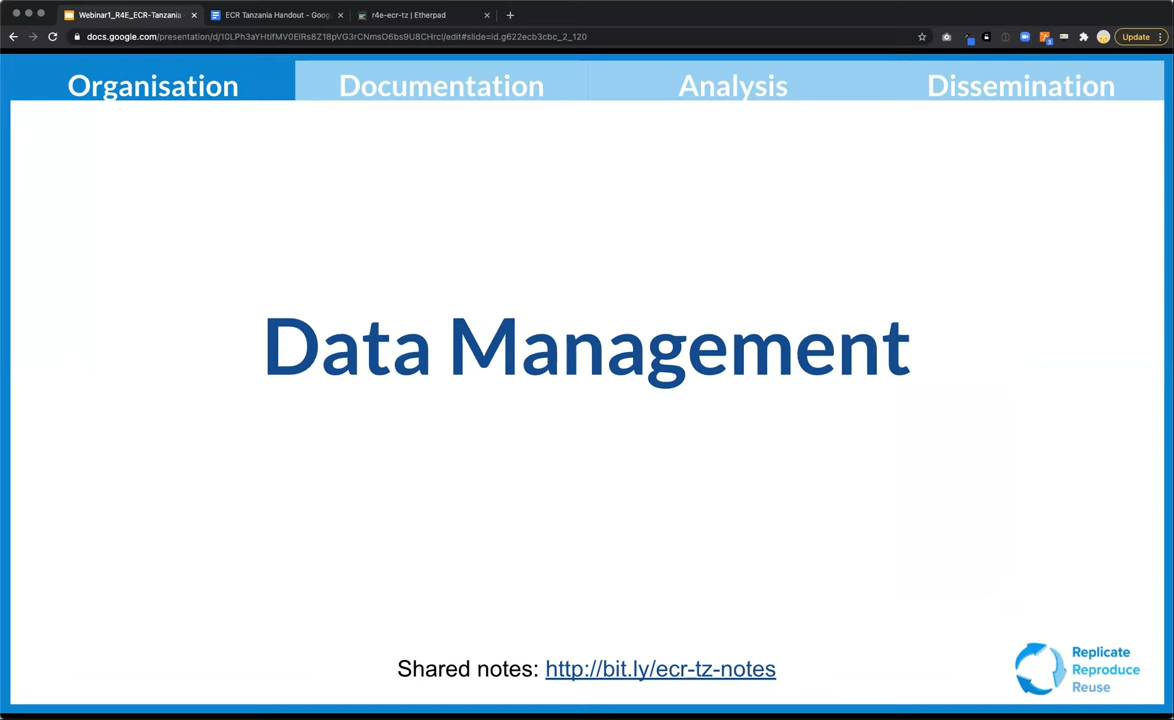 Webinar1_R4E_ECR-Tanzania
ECR Tanzania Handout - Goog
r4e-ecr-tz | Etherpad
docs.google.com/presentation/d/10LPh3aYHtifMV0ElRs8Z18pVG3rCNmsO6bs9U8CHrcI/edit#slide=id.g622ecb3cbc_2_120
Update
Organisation
Documentation
Analysis
Dissemination
Data Management
Shared notes: http://bit.ly/ecr-tz-notes
Replicate
Reproduce
Reuse